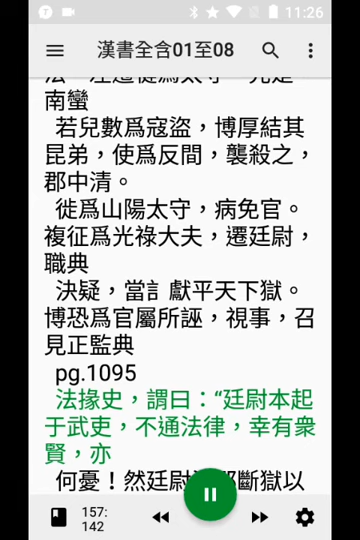 11:26
漢書全含01至08
南蠻
若兒數爲寇盜，博厚結其
昆弟，使爲反間，襲殺之，
郡中清。
徙爲山陽太守，病免官。
複征爲光祿大夫，遷廷尉，
職典
決疑，當訁獻平天下獄。
博恐爲官屬所誣，視事，召
見正監典
pg.1095
法掾史，謂曰：“廷尉本起
于武吏，不通法律，幸有衆
賢，亦
何憂！然廷尉 斷獄以
157:
142